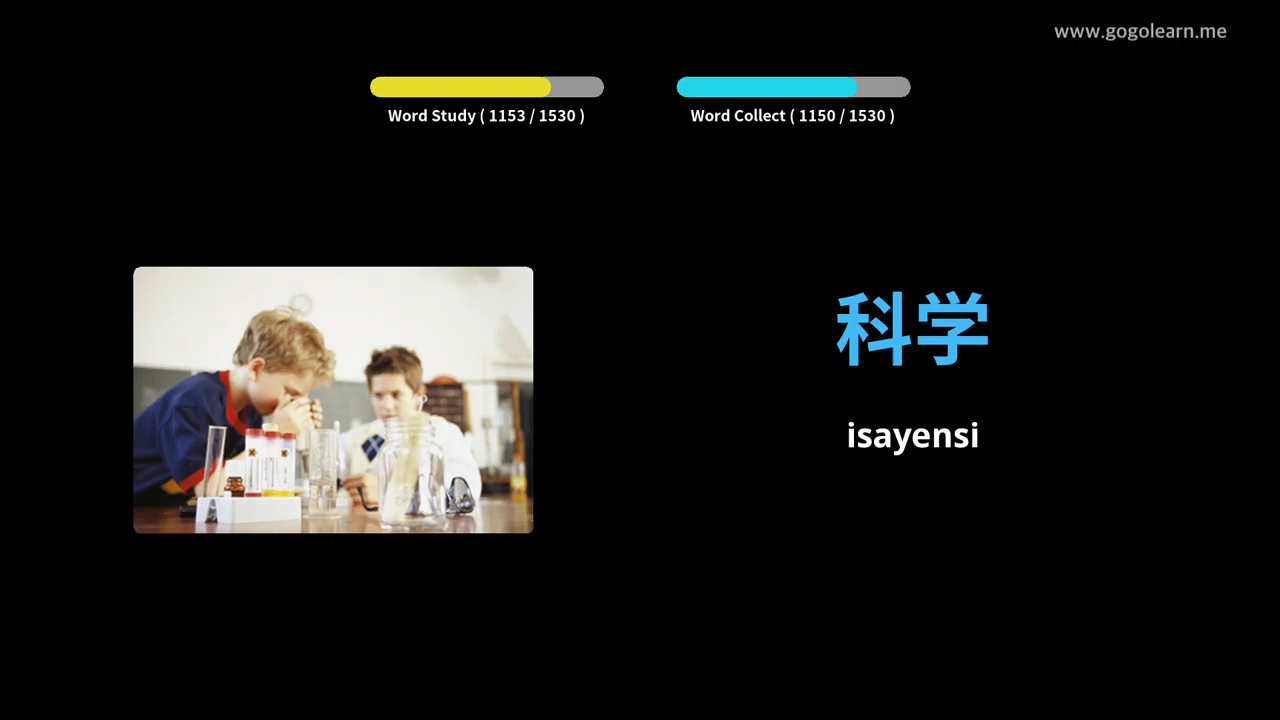 www.gogolearn.me
Word Study ( 1153 / 1530 )
Word Collect ( 1150 / 1530 )
科学
isayensi